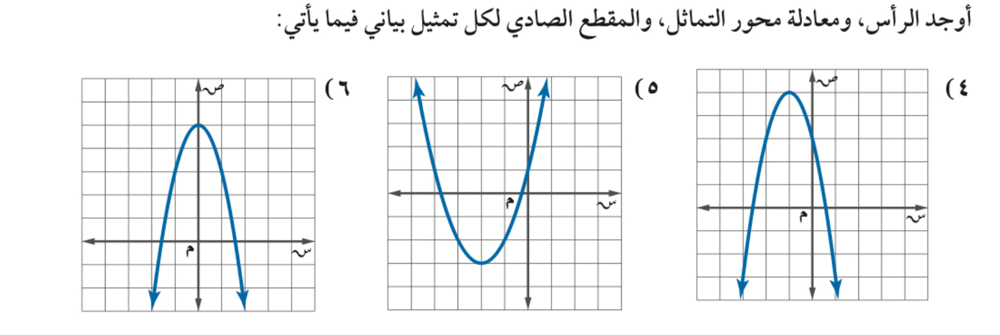 أوجد الرأس، ومعادلة محور التماثل، والمقطع الصادي لكل تمثيل بياني فيما يأتي:
٤)
ص
م
س
٥)
ص
م
س
٦)
ص
م
س